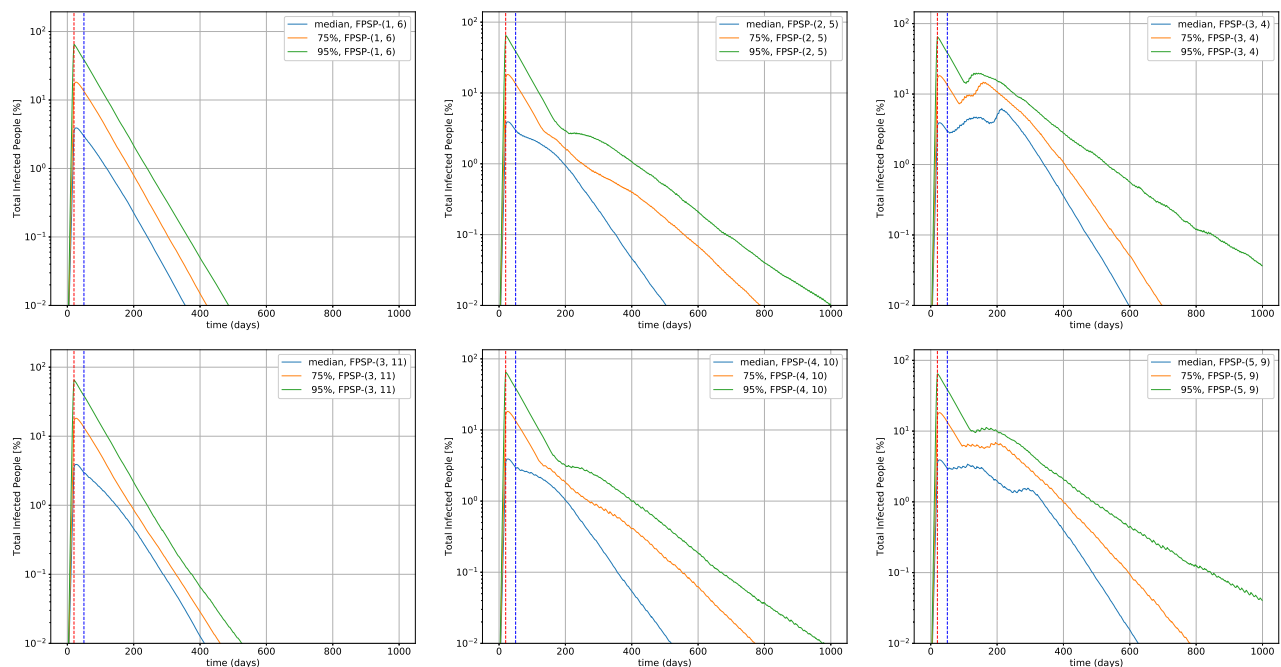 median, FPSP-(1, 6)
75%, FPSP-(1, 6)
95%, FPSP-(1, 6)
Total Infected People [%]
10²
10¹
10⁰
10⁻¹
10⁻²
0 200 400 600 800 1000
time (days)
median, FPSP-(2, 5)
75%, FPSP-(2, 5)
95%, FPSP-(2, 5)
Total Infected People [%]
10²
10¹
10⁰
10⁻¹
10⁻²
0 200 400 600 800 1000
time (days)
median, FPSP-(3, 4)
75%, FPSP-(3, 4)
95%, FPSP-(3, 4)
Total Infected People [%]
10²
10¹
10⁰
10⁻¹
10⁻²
0 200 400 600 800 1000
time (days)
median, FPSP-(3, 11)
75%, FPSP-(3, 11)
95%, FPSP-(3, 11)
Total Infected People [%]
10²
10¹
10⁰
10⁻¹
10⁻²
0 200 400 600 800 1000
time (days)
median, FPSP-(4, 10)
75%, FPSP-(4, 10)
95%, FPSP-(4, 10)
Total Infected People [%]
10²
10¹
10⁰
10⁻¹
10⁻²
0 200 400 600 800 1000
time (days)
median, FPSP-(5, 9)
75%, FPSP-(5, 9)
95%, FPSP-(5, 9)
Total Infected People [%]
10²
10¹
10⁰
10⁻¹
10⁻²
0 200 400 600 800 1000
time (days)